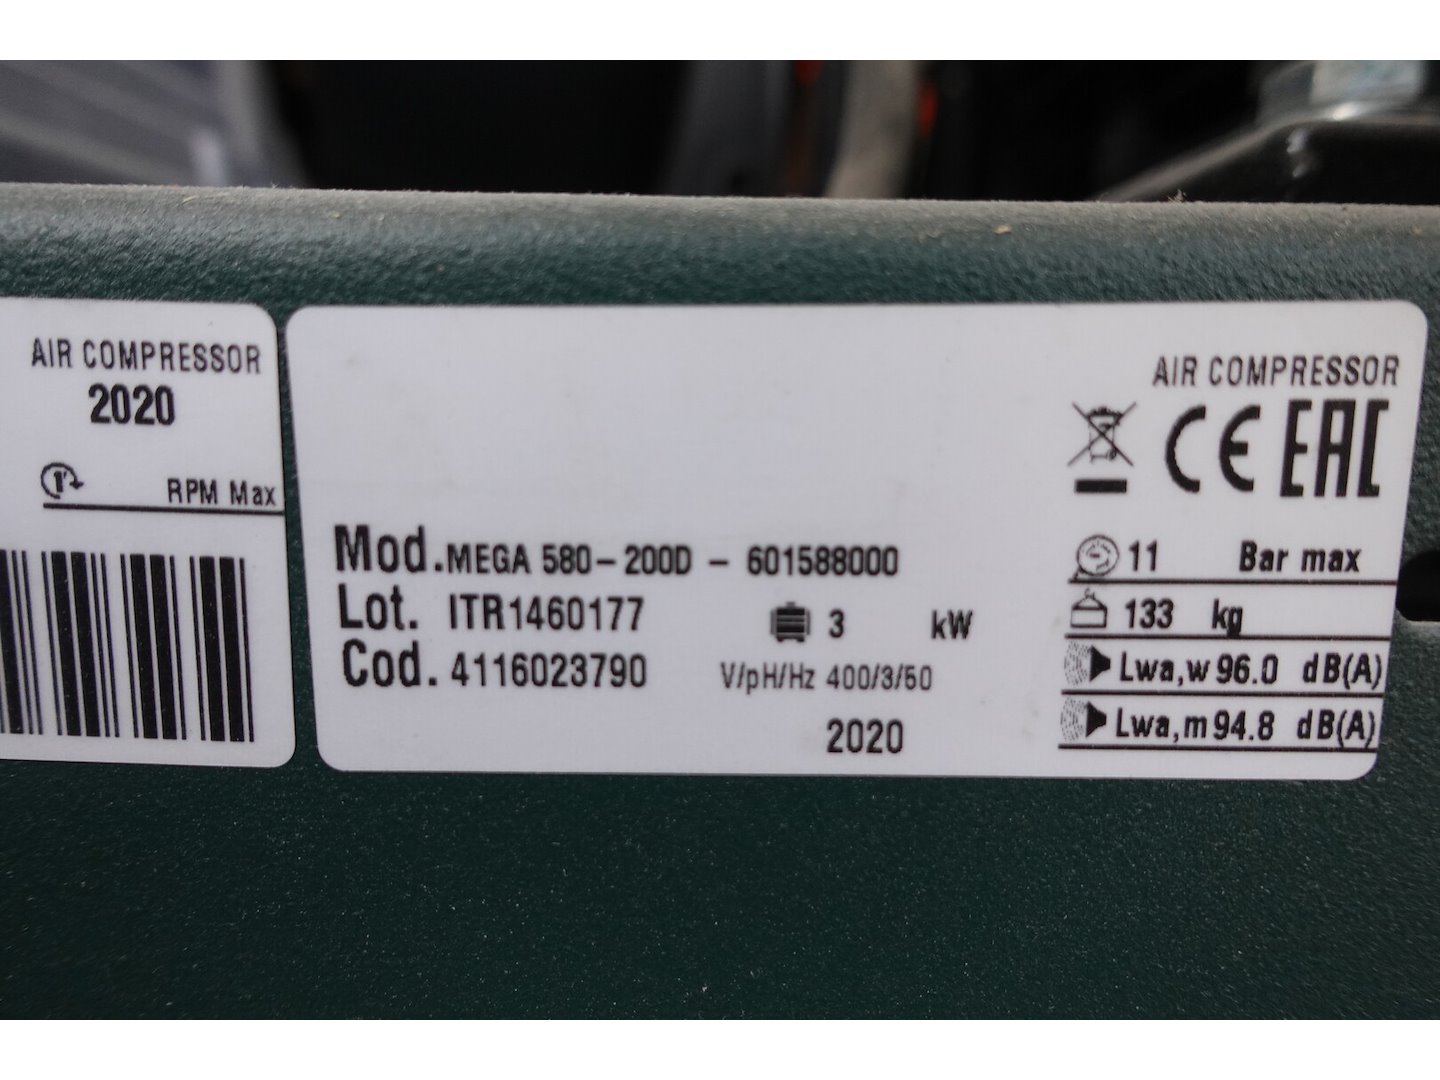 AIR COMPRESSOR
2020
RPM Max
AIR COMPRESSOR
CE EAC
Mod. MEGA 580-200D - 601588000
Lot. ITR1460177
3 kW
Cod. 4116023790
V/pH/Hz 400/3/50
2020
11 Bar max
133 kg
Lwa,w 96.0 dB(A)
Lwa,m 94.8 dB(A)